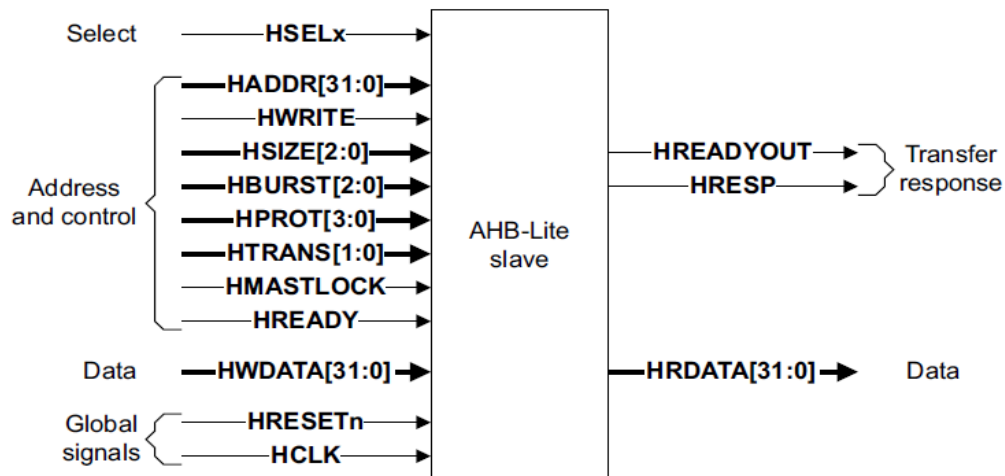 Select
HSELx
HADDR[31:0]
HWRITE
HSIZE[2:0]
HBURST[2:0]
HPROT[3:0]
HTRANS[1:0]
HMASTLOCK
HREADY
Address
and control
HWDATA[31:0]
Data
HRESETn
HCLK
Global
signals
AHB-Lite
slave
HREADYOUT
HRESP
Transfer
response
HRDATA[31:0]
Data